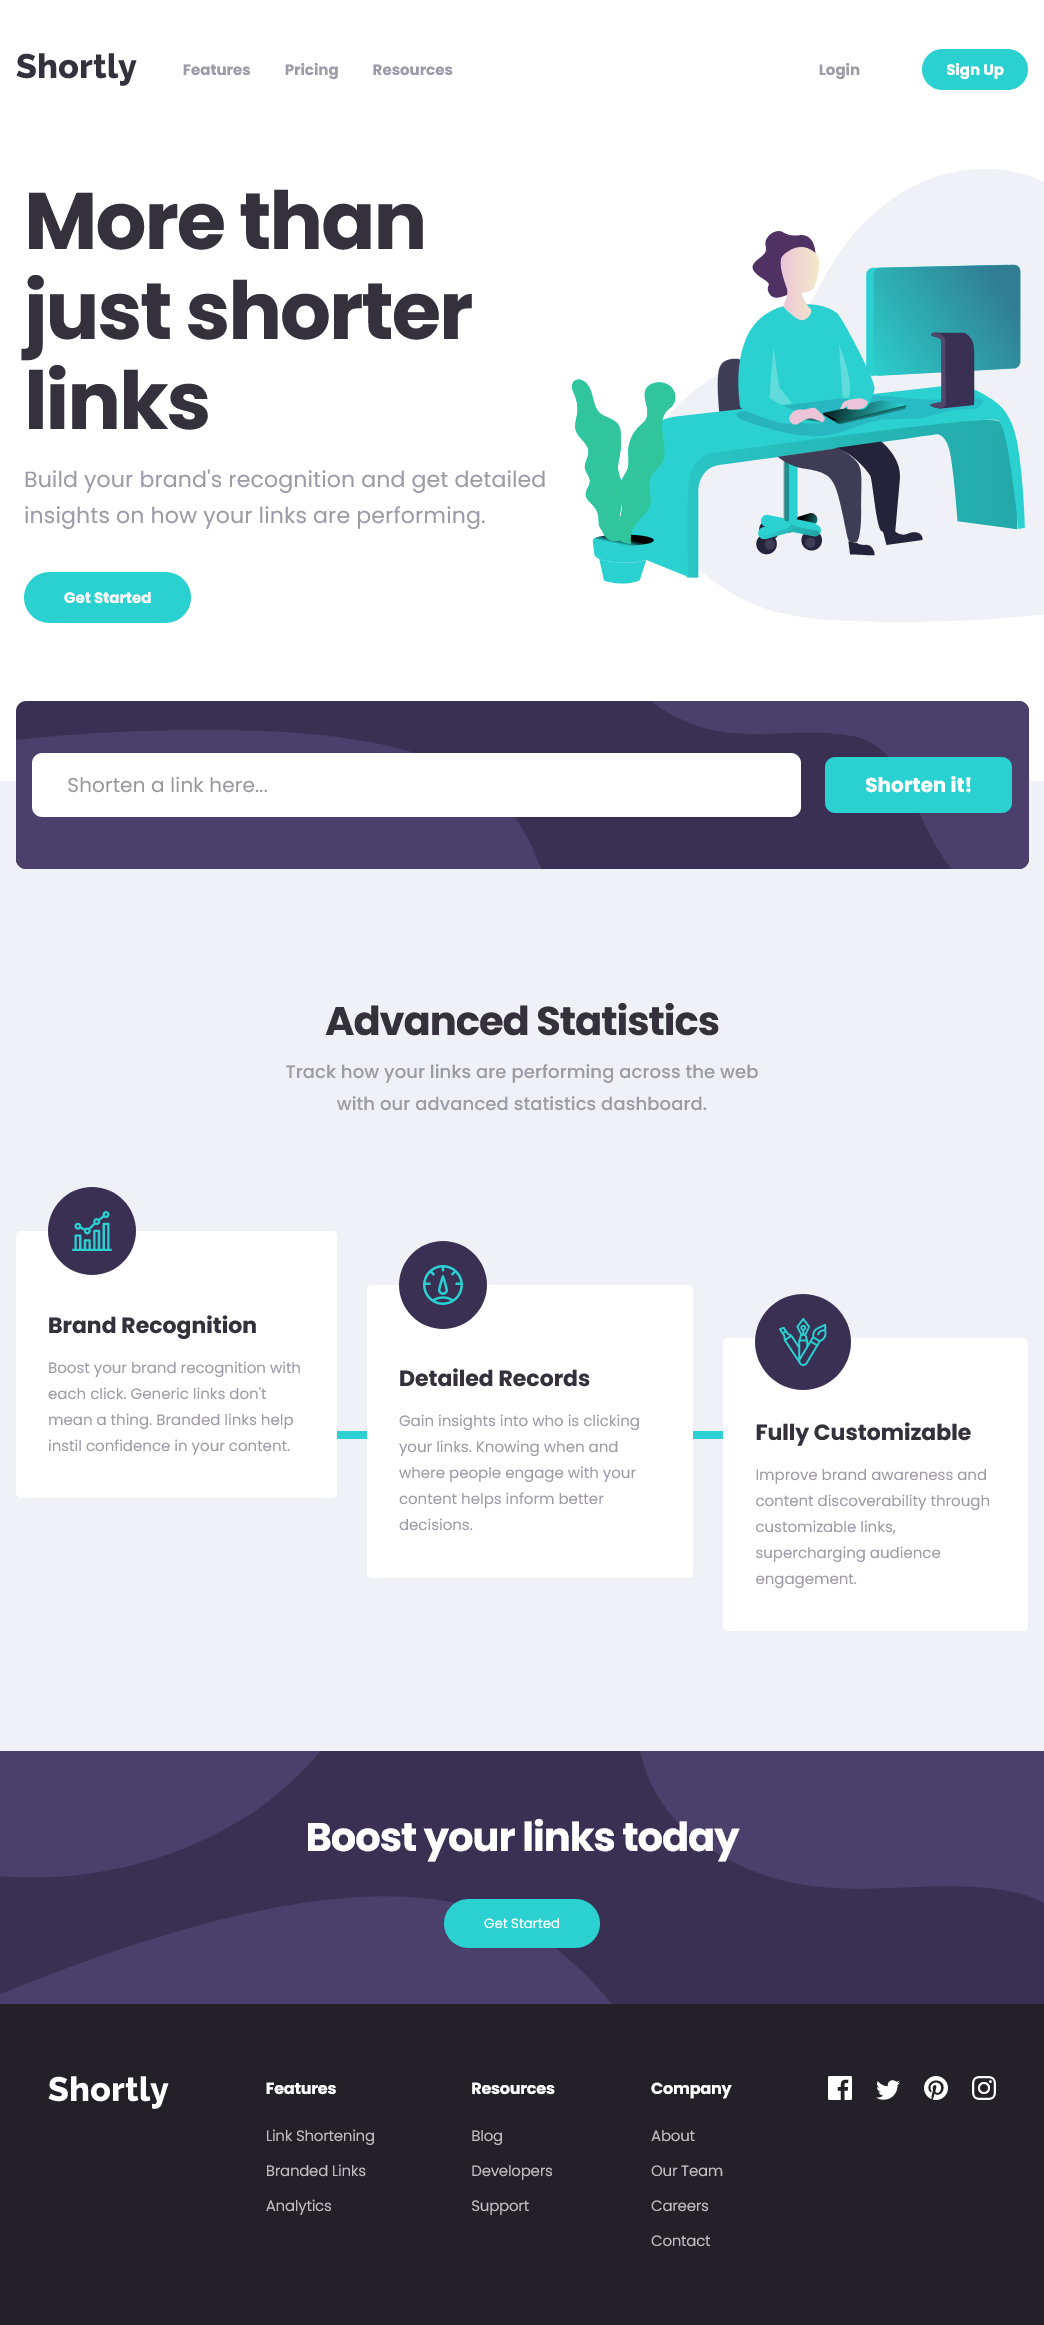 Shortly
Features Pricing Resources Login Sign Up
More than
just shorter
links
Build your brand's recognition and get detailed
insights on how your links are performing.
Get Started
Shorten a link here...
Shorten it!
Advanced Statistics
Track how your links are performing across the web
with our advanced statistics dashboard.
Brand Recognition
Boost your brand recognition with
each click. Generic links don't
mean a thing. Branded links help
instil confidence in your content.
Detailed Records
Gain insights into who is clicking
your links. Knowing when and
where people engage with your
content helps inform better
decisions.
Fully Customizable
Improve brand awareness and
content discoverability through
customizable links,
supercharging audience
engagement.
Boost your links today
Get Started
Shortly
Features
Link Shortening
Branded Links
Analytics
Resources
Blog
Developers
Support
Company
About
Our Team
Careers
Contact